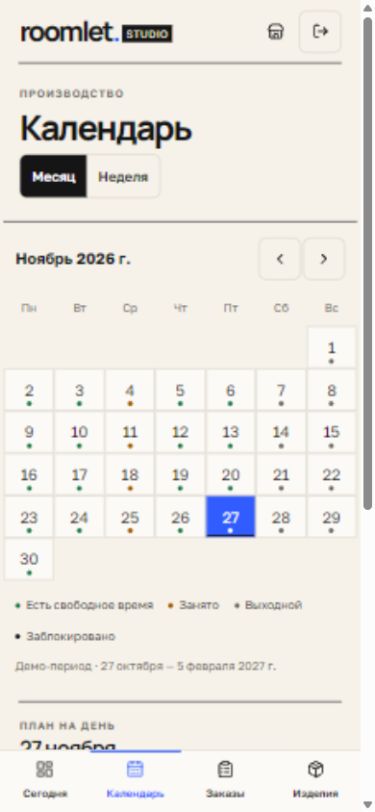 roomlet. STUDIO
ПРОИЗВОДСТВО
Календарь
Месяц Неделя
Ноябрь 2026 г.
Пн Вт Ср Чт Пт Сб Вс
1
2 3 4 5 6 7 8
9 10 11 12 13 14 15
16 17 18 19 20 21 22
23 24 25 26 27 28 29
30
Есть свободное время Занято Выходной
Заблокировано
Демо-период · 27 октября — 5 февраля 2027 г.
ПЛАН НА ДЕНЬ
27 ноября
Сегодня Календарь Заказы Изделия